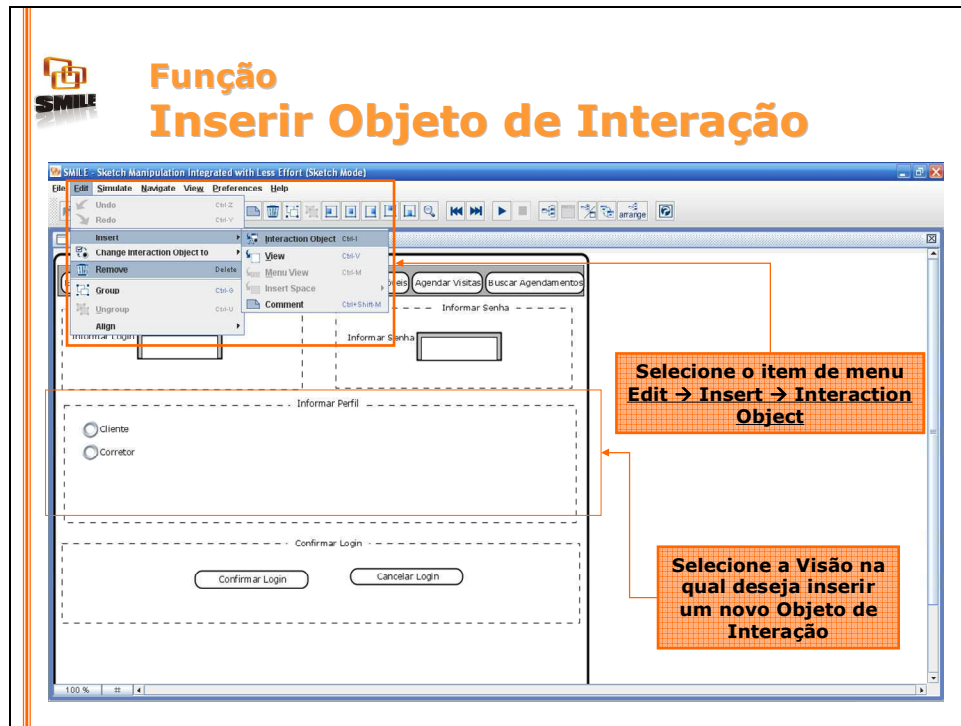 SMILE
Função
Inserir Objeto de Interação
SMILE - Sketch Manipulation Integrated with Less Effort (Sketch Mode)
File Edit Simulate Navigate View Preferences Help
Undo Ctrl-Z
Redo Ctrl-Y
arrange
Insert
Change Interaction Object to
Remove Delete
Group Ctrl-G
Ungroup Ctrl-U
Align
Interaction Object Ctrl-I
View Ctrl-V
Menu View Ctrl-M
Insert Space
Comment Ctrl+Shift-M
Agendar Visitas Buscar Agendamentos
Informar Senha
Informar Login
Informar Senha
Informar Perfil
Cliente
Corretor
Confirmar Login
Confirmar Login Cancelar Login
100 %
Selecione o item de menu
Edit → Insert → Interaction
Object
Selecione a Visão na
qual deseja inserir
um novo Objeto de
Interação